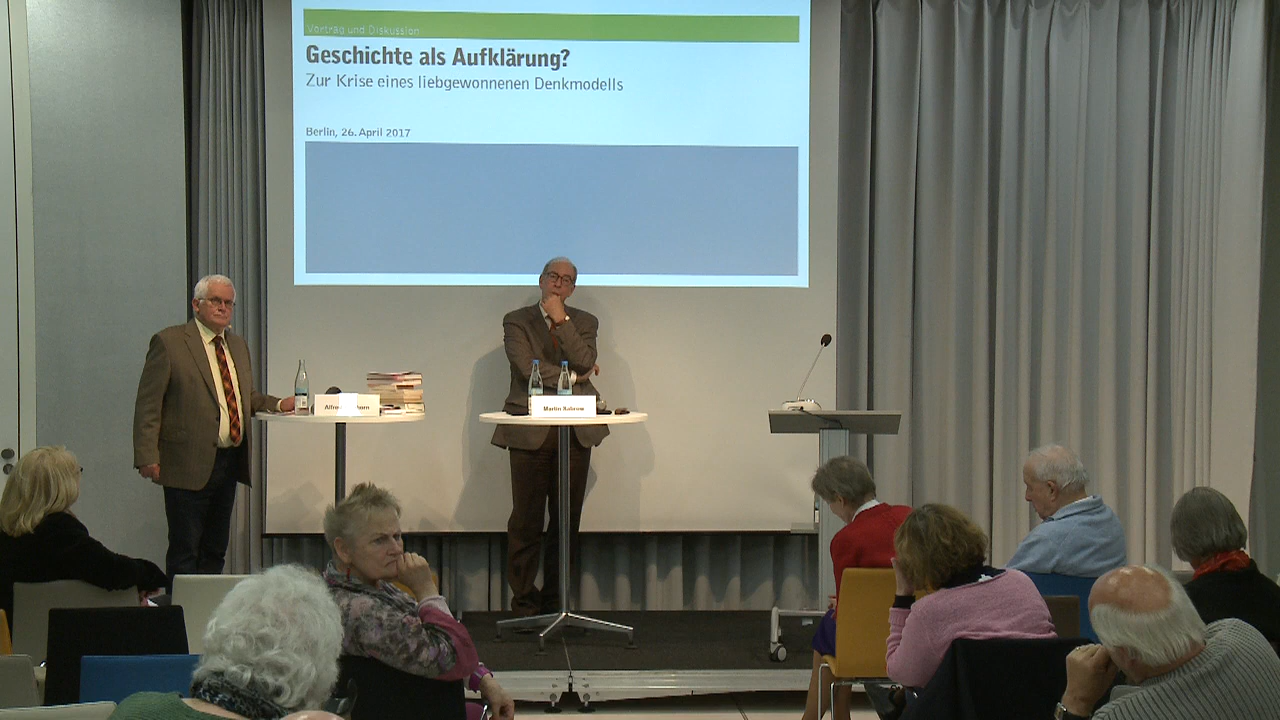 Vortrag und Diskussion
Geschichte als Aufklärung?
Zur Krise eines liebgewonnenen Denkmodells
Berlin, 26. April 2017
Martin Sabrow